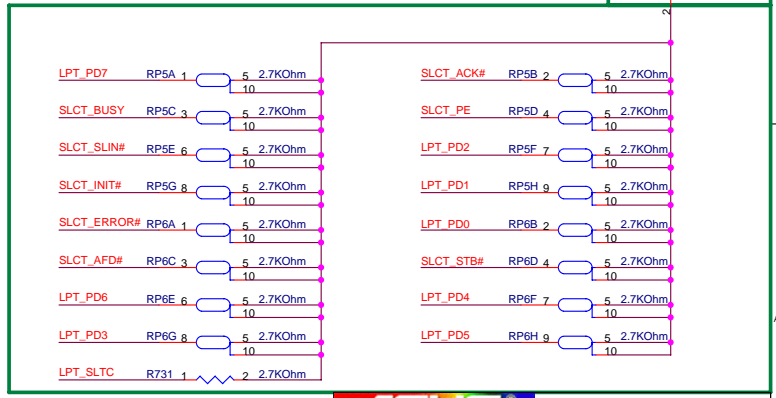 2
LPT_PD7 RP5A 1 5 2.7KOhm SLCT_ACK# RP5B 2 5 2.7KOhm
10 10
SLCT_BUSY RP5C 3 5 2.7KOhm SLCT_PE RP5D 4 5 2.7KOhm
10 10
SLCT_SLIN# RP5E 6 5 2.7KOhm LPT_PD2 RP5F 7 5 2.7KOhm
10 10
SLCT_INIT# RP5G 8 5 2.7KOhm LPT_PD1 RP5H 9 5 2.7KOhm
10 10
SLCT_ERROR# RP6A 1 5 2.7KOhm LPT_PD0 RP6B 2 5 2.7KOhm
10 10
SLCT_AFD# RP6C 3 5 2.7KOhm SLCT_STB# RP6D 4 5 2.7KOhm
10 10
LPT_PD6 RP6E 6 5 2.7KOhm LPT_PD4 RP6F 7 5 2.7KOhm
10 10
LPT_PD3 RP6G 8 5 2.7KOhm LPT_PD5 RP6H 9 5 2.7KOhm
10 10
LPT_SLTC R731 1 2 2.7KOhm